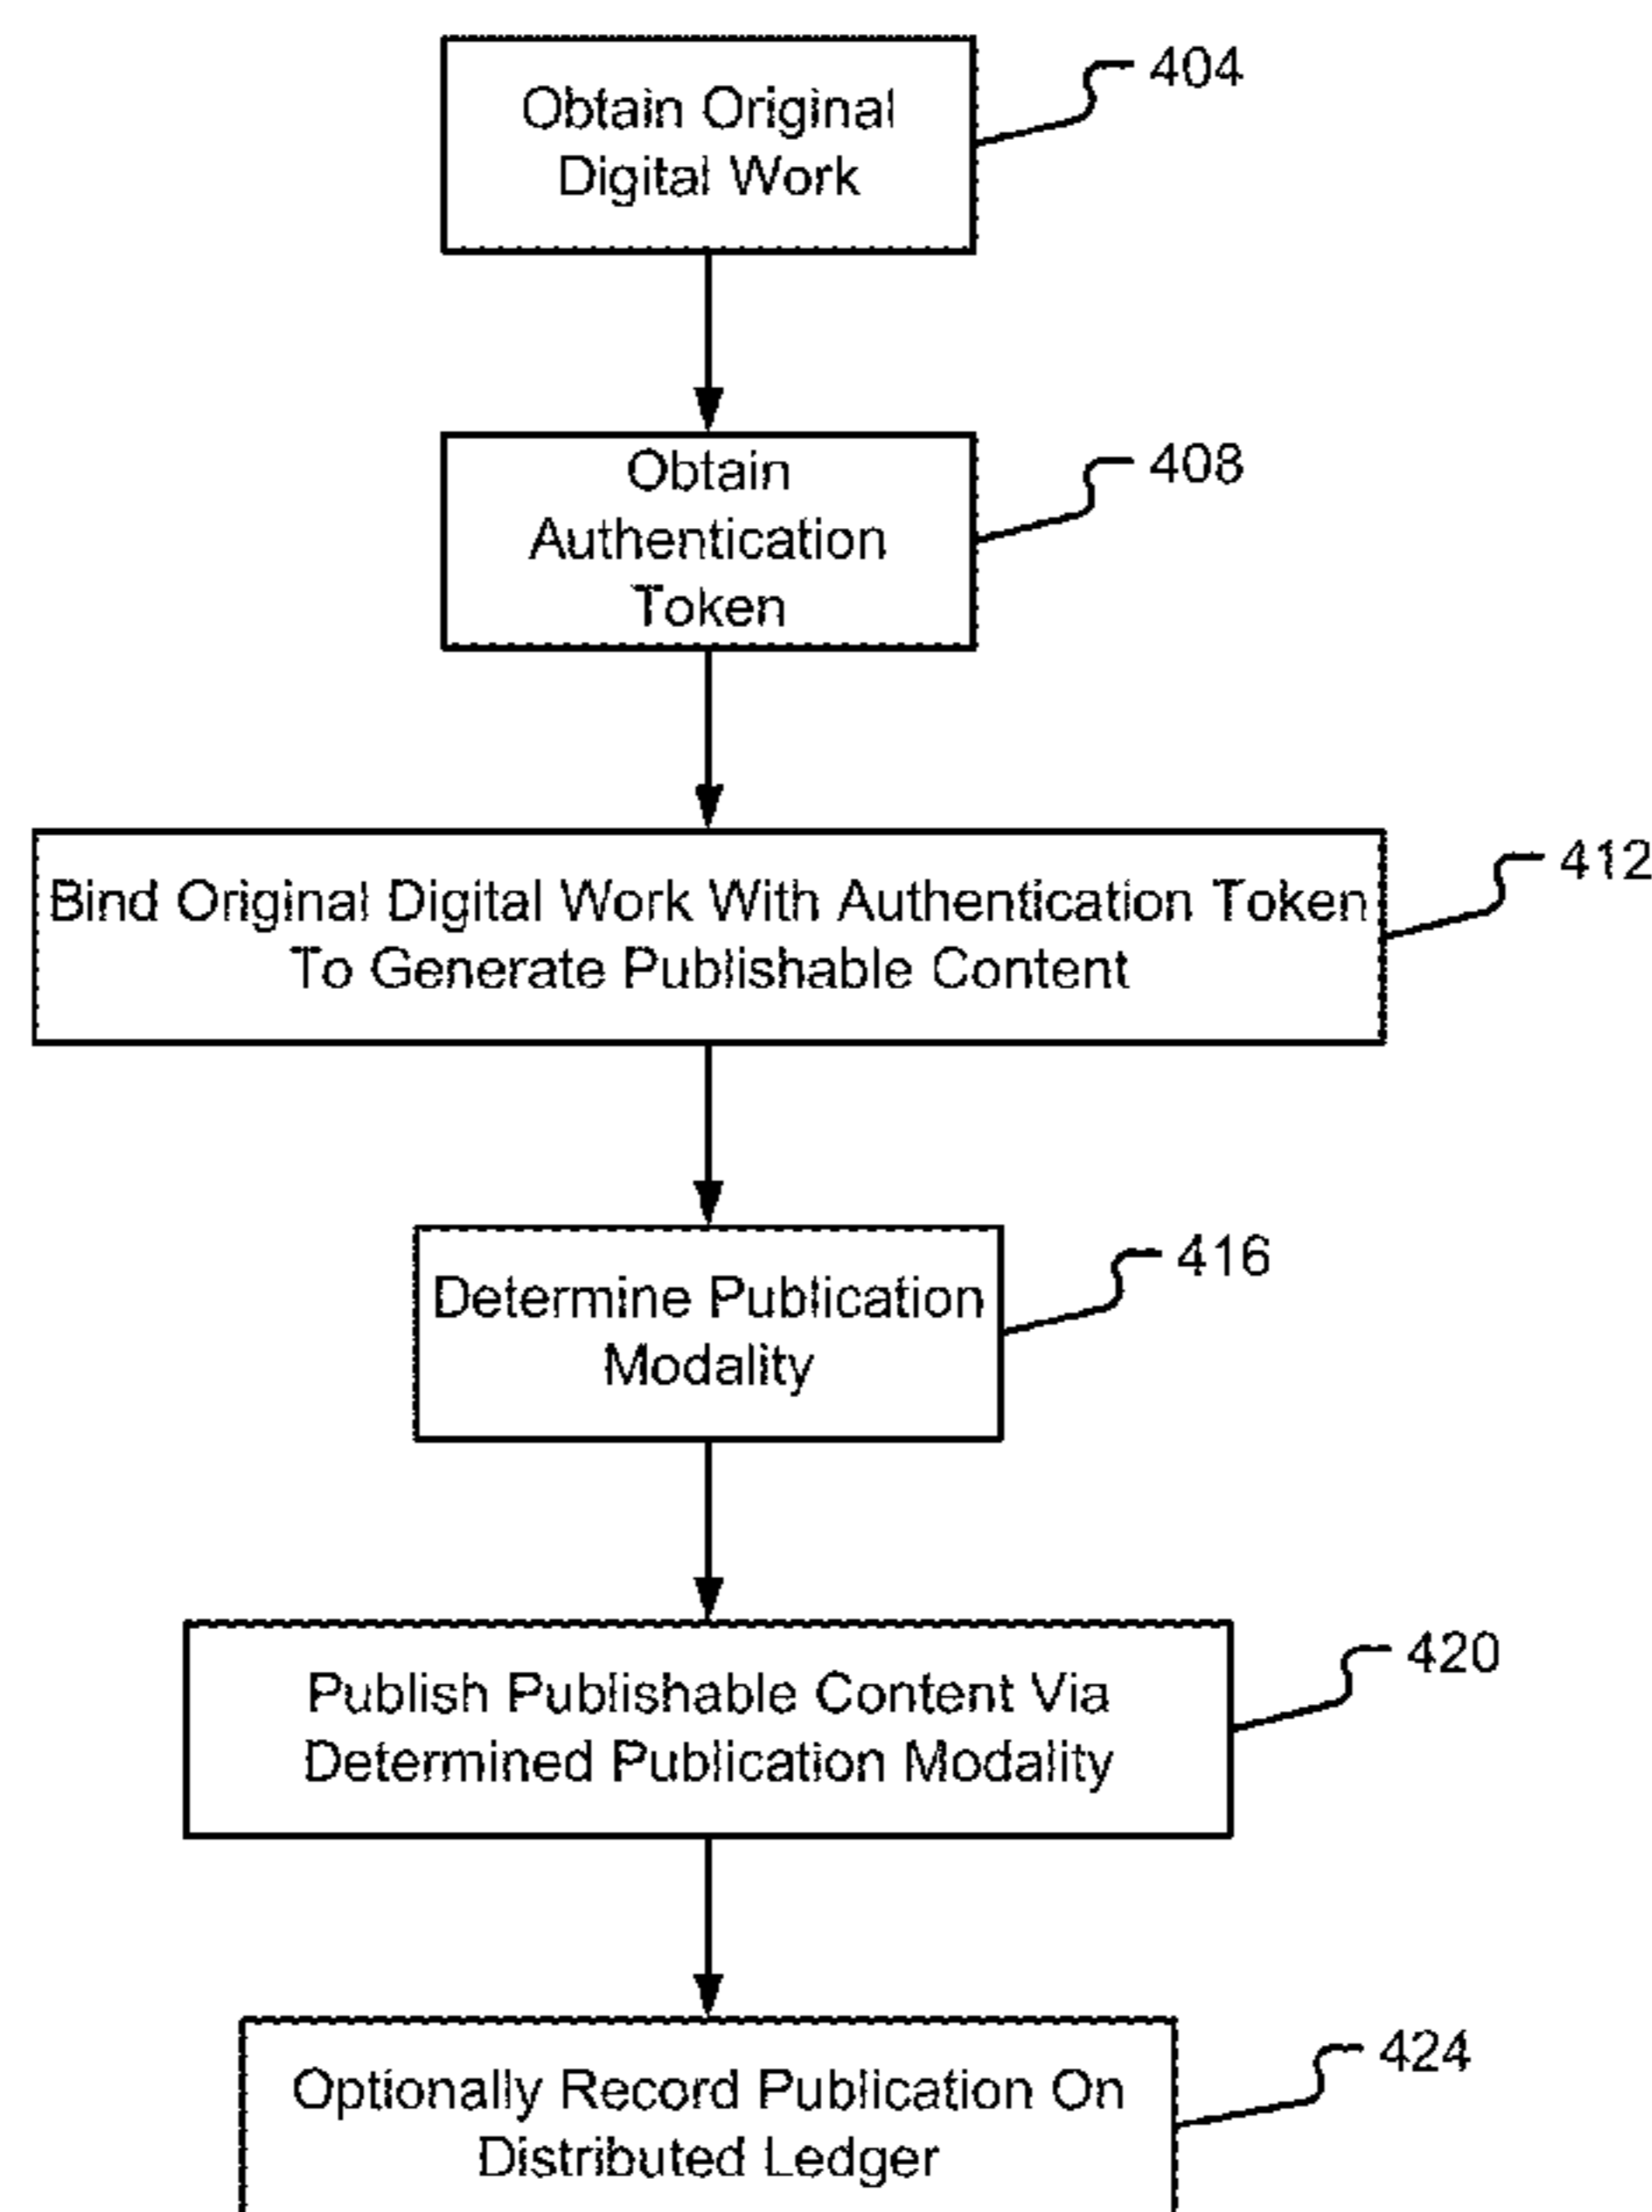 Obtain Original
Digital Work
404
Obtain
Authentication
Token
408
Bind Original Digital Work With Authentication Token
To Generate Publishable Content
412
Determine Publication
Modality
416
Publish Publishable Content Via
Determined Publication Modality
420
Optionally Record Publication On
Distributed Ledger
424